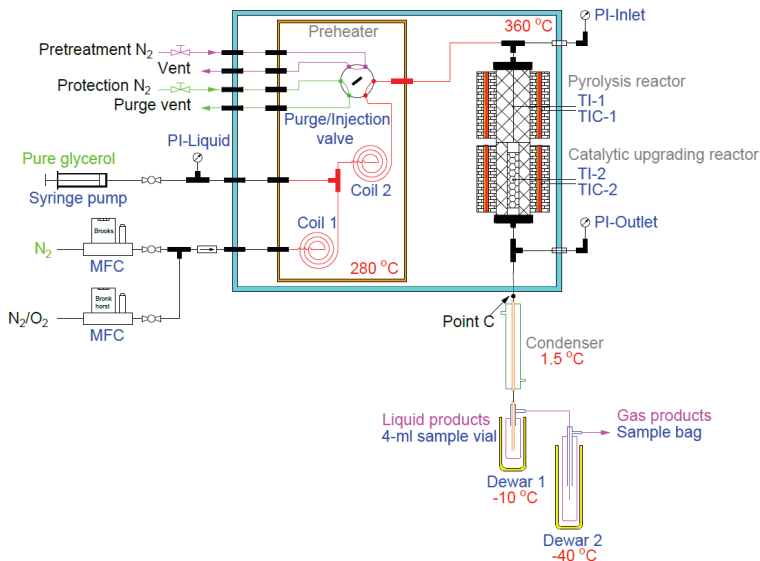 Preheater
360 °C
PI-Inlet
Pretreatment N₂
Vent
Protection N₂
Purge vent
Purge/Injection
valve
Pyrolysis reactor
TI-1
TIC-1
PI-Liquid
Pure glycerol
Syringe pump
Coil 2
Catalytic upgrading reactor
TI-2
TIC-2
Coil 1
Brooks
N₂
MFC
280 °C
PI-Outlet
Bronk
horst
N₂/O₂
MFC
Point C
Condenser
1.5 °C
Liquid products
4-ml sample vial
Gas products
Sample bag
Dewar 1
-10 °C
Dewar 2
-40 °C